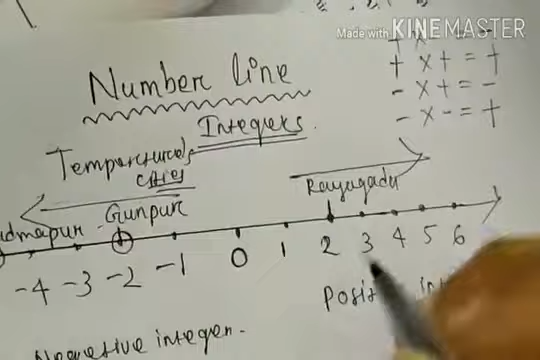 Made with KINEMASTER
+ × - = -
+ × + = +
- × + = -
- × - = +
Number line
Integers.
Temperature
cities
Rayagada
Gunpur
-4 -3 -2 -1 0 1 2 3 4 5 6
Negative integer.